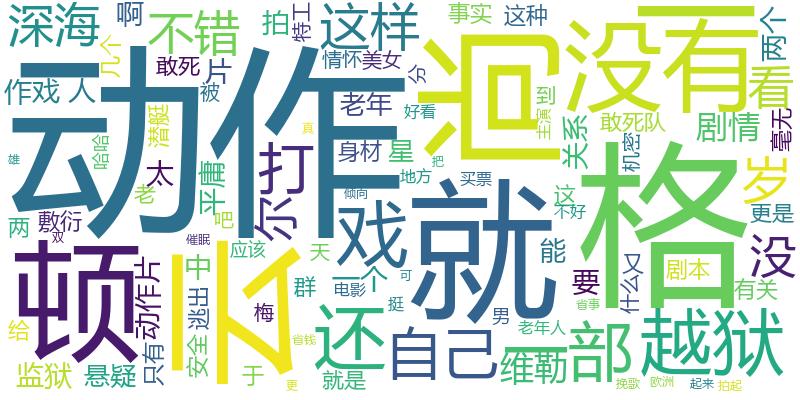 深海
啊
不错
拍
特工
这样
事实
这种
没有
两个
几个
敢死
片
情怀
美女
分
迴
看
作戏
人
动作
被
老年
好看
主演
到
敢死队
剧情
毫无
潜艇
哈哈
真
身材
星
关系
机密
雄
太
打
尔
地方
把
买票
格
岁
老
平庸
倾向
戏
就
这
不好
更是
两
敷衍
吧
双
催眠
应该
天
能
没
顿
动作片
云
中
群
一个
可
要
什么
又
剧本
有关
逃出
梅
电影
挺
男
省事
给
只有
安全
省钱
还
自己
老年人
部
越狱
监狱
悬疑
于
更
就是
维勒
挽歌
欧洲
起来
拍起